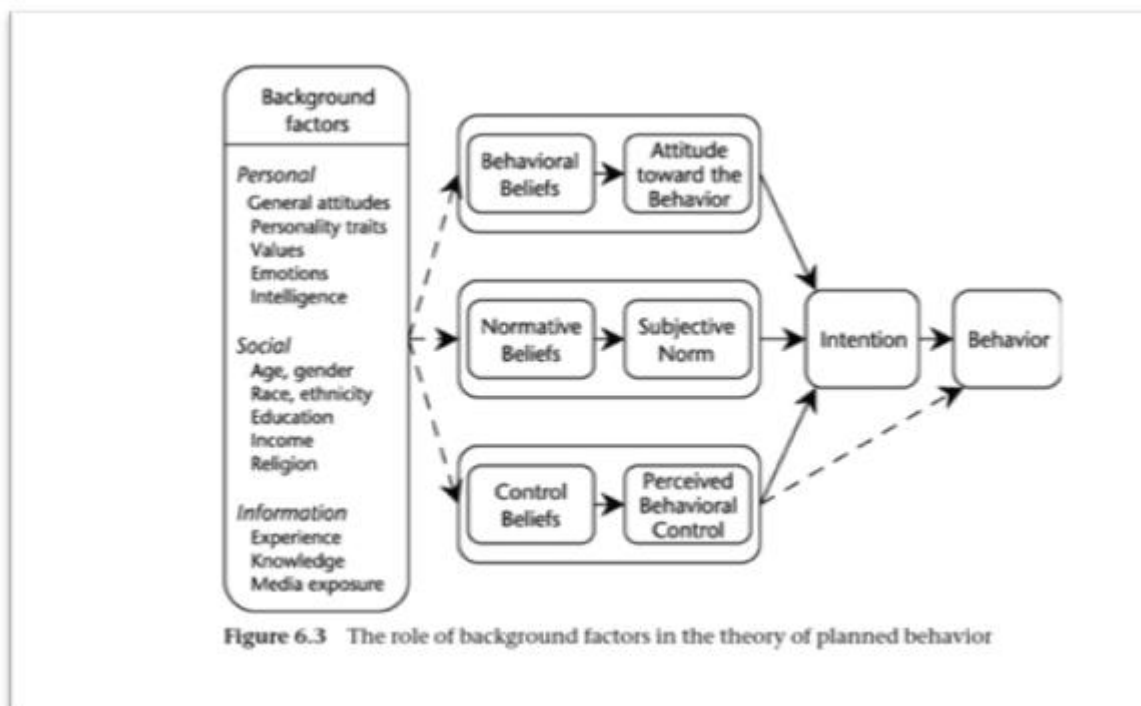 Background
factors
Personal
General attitudes
Personality traits
Values
Emotions
Intelligence
Social
Age, gender
Race, ethnicity
Education
Income
Religion
Information
Experience
Knowledge
Media exposure
Behavioral
Beliefs
Attitude
toward the
Behavior
Normative
Beliefs
Subjective
Norm
Control
Beliefs
Perceived
Behavioral
Control
Intention
Behavior
Figure 6.3 The role of background factors in the theory of planned behavior